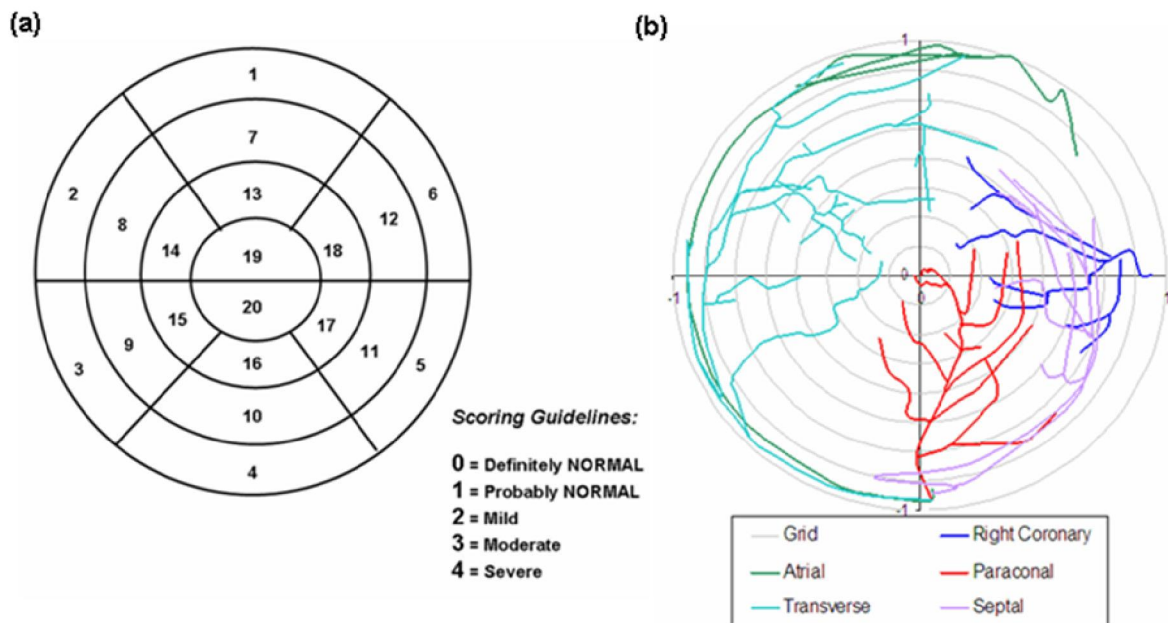 (a)
1
2
3
4
5
6
7
8
9
10
11
12
13
14
15
16
17
18
19
20
Scoring Guidelines:
0 = Definitely NORMAL
1 = Probably NORMAL
2 = Mild
3 = Moderate
4 = Severe
(b)
1
-1
0
0
1
-1
Grid
Right Coronary
Atrial
Paraconal
Transverse
Septal